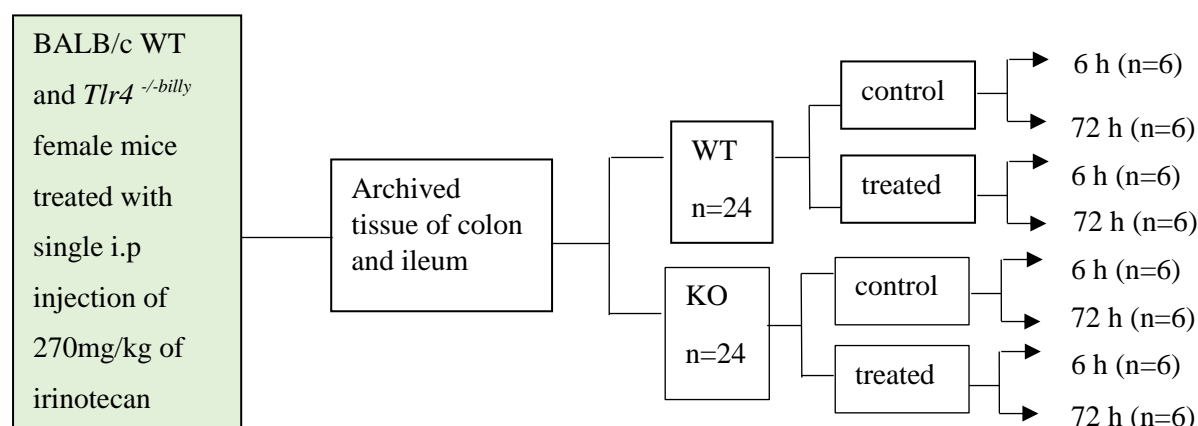 BALB/c WT
and Tlr4 -/-billy
female mice
treated with
single i.p
injection of
270mg/kg of
irinotecan
Archived
tissue of colon
and ileum
WT
n=24
control
6 h (n=6)
72 h (n=6)
treated
6 h (n=6)
72 h (n=6)
KO
n=24
control
6 h (n=6)
72 h (n=6)
treated
6 h (n=6)
72 h (n=6)